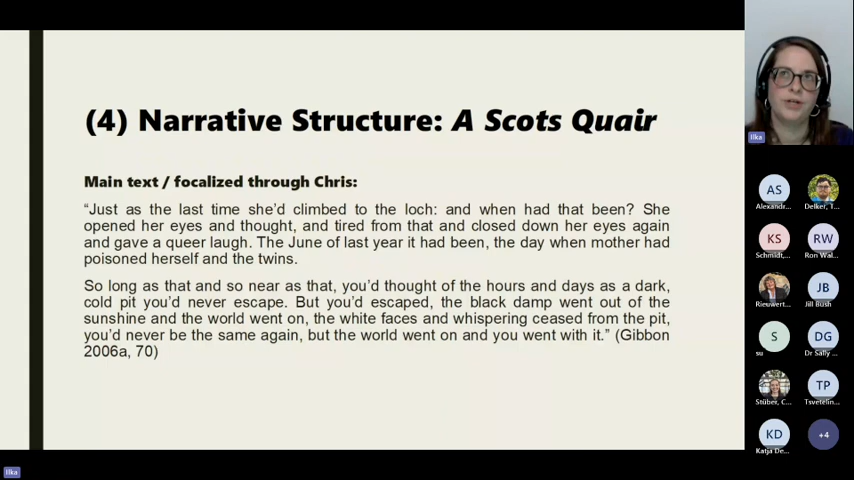 (4) Narrative Structure: A Scots Quair
Main text / focalized through Chris:
“Just as the last time she’d climbed to the loch: and when had that been? She
opened her eyes and thought, and tired from that and closed down her eyes again
and gave a queer laugh. The June of last year it had been, the day when mother had
poisoned herself and the twins.
So long as that and so near as that, you’d thought of the hours and days as a dark,
cold pit you’d never escape. But you’d escaped, the black damp went out of the
sunshine and the world went on, the white faces and whispering ceased from the pit,
you’d never be the same again, but the world went on and you went with it.” (Gibbon
2006a, 70)
Ilka
AS
Alexandr...
Delker, T...
KS
Schmidt,...
RW
Ron Wal...
Rieuwert...
JB
Jill Bush
S
su
DG
Dr Sally ...
Stüber, C...
TP
Tsvetelin...
KD
Katja De...
+4
Ilka